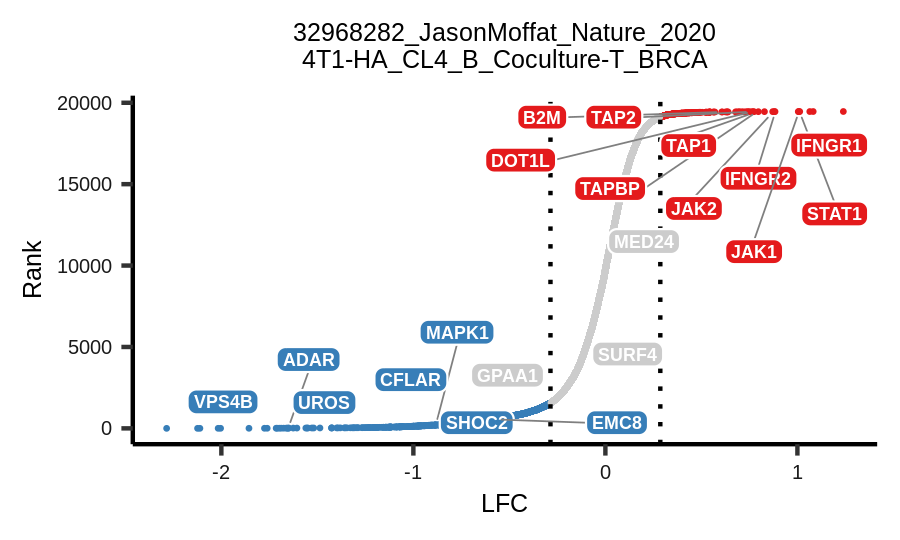 32968282_JasonMoffat_Nature_2020
4T1-HA_CL4_B_Coculture-T_BRCA
20000
15000
10000
5000
0
Rank
B2M
TAP2
DOT1L
TAP1
IFNGR1
TAPBP
IFNGR2
JAK2
STAT1
MED24
JAK1
MAPK1
ADAR
SURF4
CFLAR
GPAA1
VPS4B
UROS
SHOC2
EMC8
-2
-1
0
1
LFC